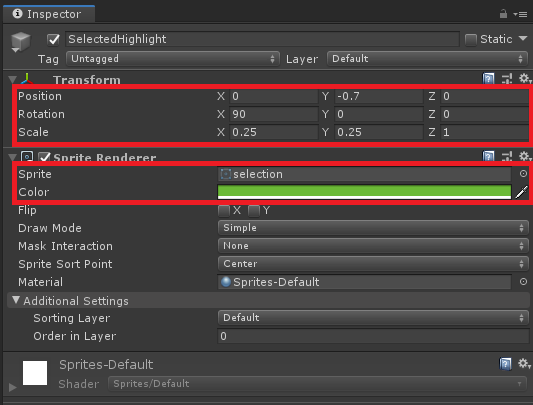 Inspector
SelectedHighlight Static
Tag Untagged Layer Default
Transform
Position X 0 Y -0.7 Z 0
Rotation X 90 Y 0 Z 0
Scale X 0.25 Y 0.25 Z 1
Sprite Renderer
Sprite selection
Color
Flip X Y
Draw Mode Simple
Mask Interaction None
Sprite Sort Point Center
Material Sprites-Default
Additional Settings
Sorting Layer Default
Order in Layer 0
Sprites-Default
Shader Sprites/Default